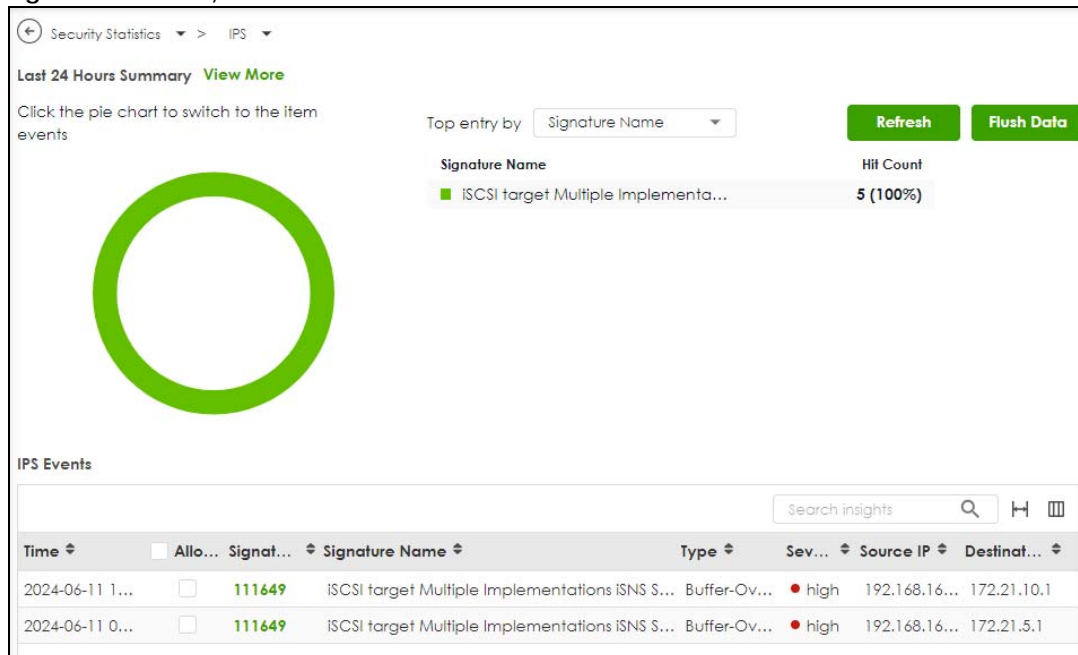 Security Statistics > IPS
Last 24 Hours Summary View More
Click the pie chart to switch to the item
events
Top entry by Signature Name Refresh Flush Data
Signature Name Hit Count
iSCSI target Multiple Implementa... 5 (100%)
IPS Events
Search insights
Time Allo... Signat... Signature Name Type Sev... Source IP Destinat...
2024-06-11 1... 111649 iSCSI target Multiple Implementations iSNS S... Buffer-Ov... high 192.168.16... 172.21.10.1
2024-06-11 0... 111649 iSCSI target Multiple Implementations iSNS S... Buffer-Ov... high 192.168.16... 172.21.5.1